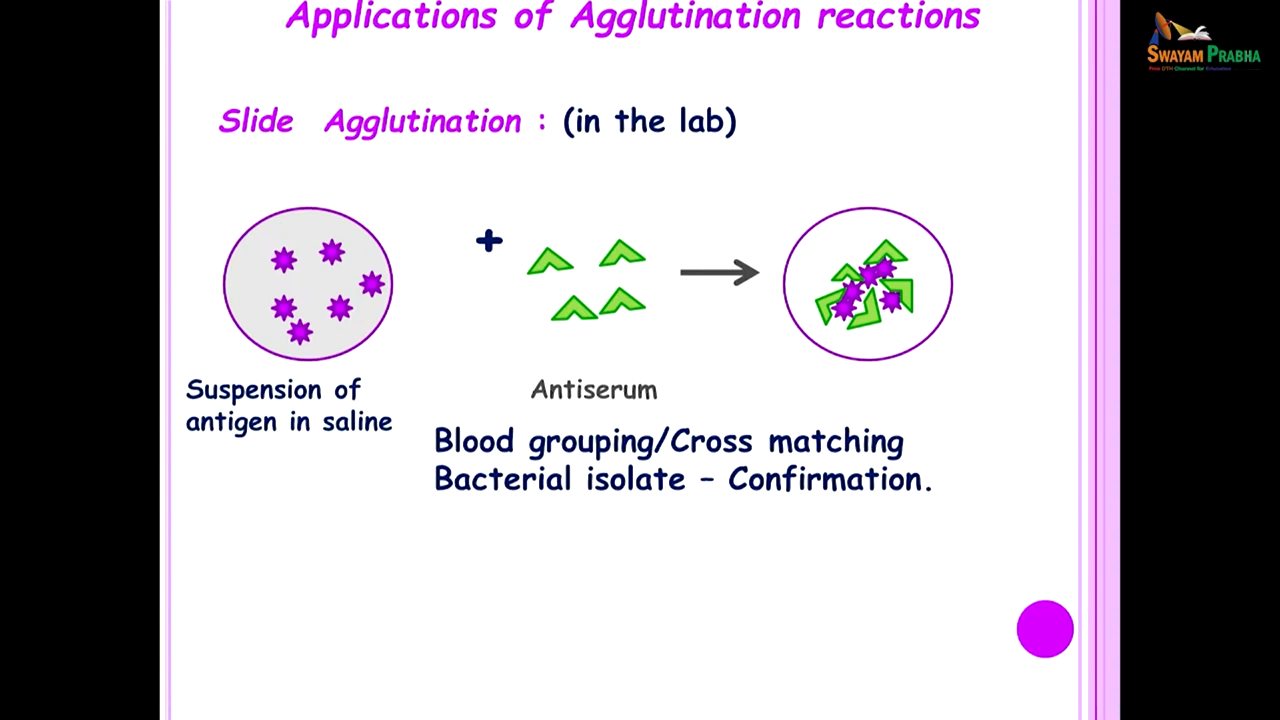 Applications of Agglutination reactions
SWAYAM PRABHA
Slide Agglutination : (in the lab)
+
Suspension of
antigen in saline
Antiserum
Blood grouping/Cross matching
Bacterial isolate – Confirmation.